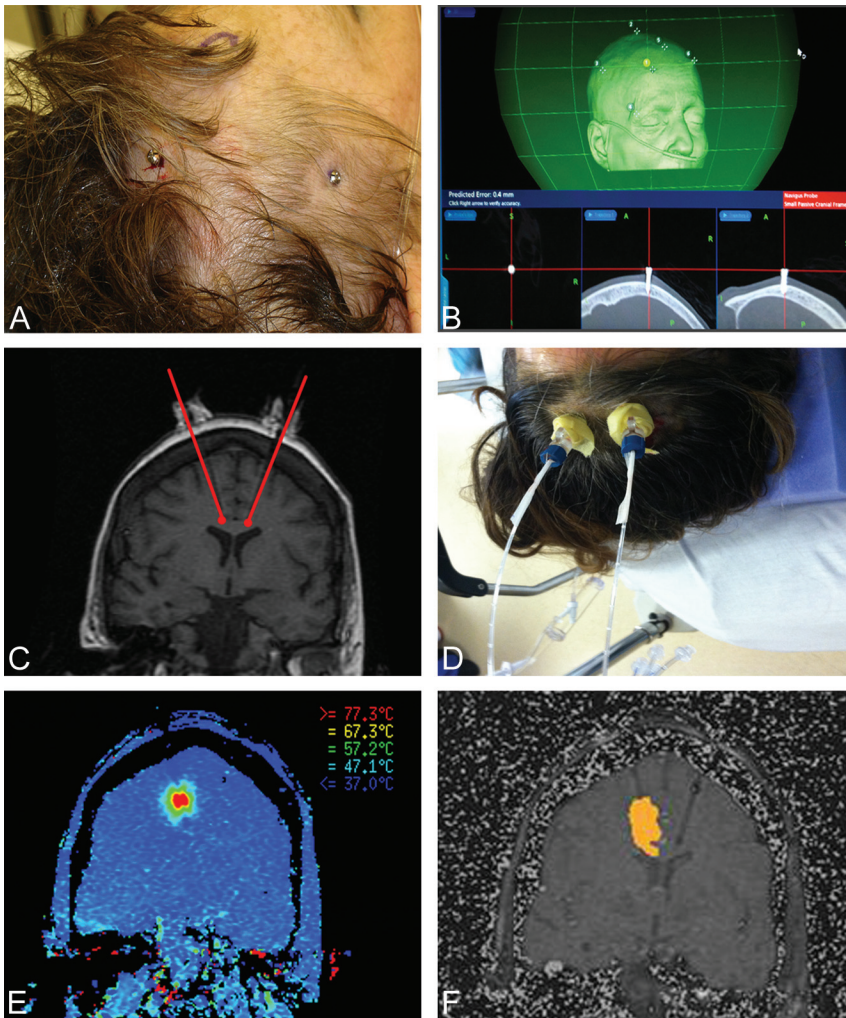 A
B
Predicted Error: 0.4 mm
Click Right arrow to verify accuracy.
Navigus Probe
Small Passive Cranial Frame
S
L
R
A
R
P
A
P
C
D
>= 77.3°C
= 67.3°C
= 57.2°C
= 47.1°C
<= 37.0°C
E
F